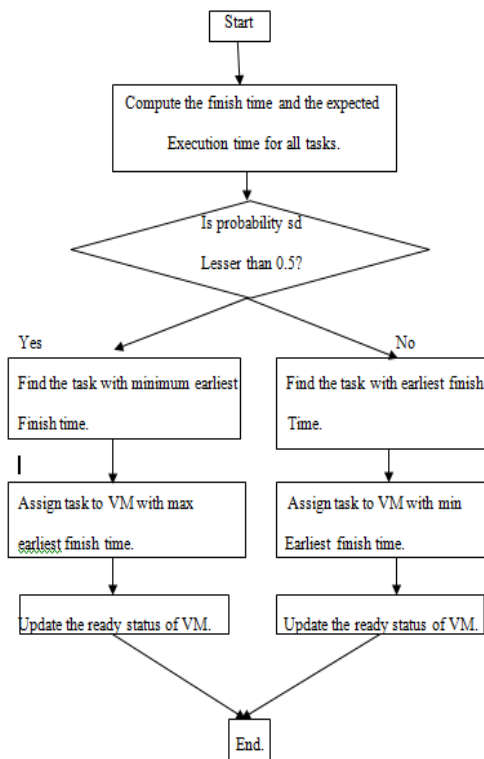 Start
Compute the finish time and the expected
Execution time for all tasks.
Is probability sd
Lesser than 0.5?
Yes
No
Find the task with minimum earliest
Finish time.
Find the task with earliest finish
Time.
Assign task to VM with max
earliest finish time.
Assign task to VM with min
Earliest finish time.
Update the ready status of VM.
Update the ready status of VM.
End.